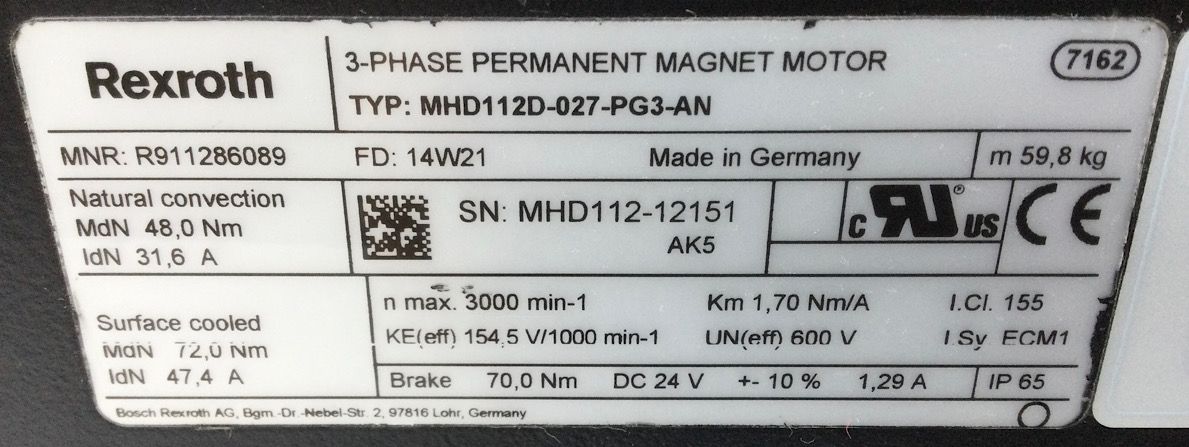 Rexroth
3-PHASE PERMANENT MAGNET MOTOR
7162
TYP: MHD112D-027-PG3-AN
MNR: R911286089 FD: 14W21 Made in Germany m 59,8 kg
Natural convection
MdN 48,0 Nm
IdN 31,6 A
SN: MHD112-12151
AK5
c RU ® US CE
Surface cooled
MdN 72,0 Nm
IdN 47,4 A
n max. 3000 min-1 Km 1,70 Nm/A I.Cl. 155
KE(eff) 154,5 V/1000 min-1 UN(eff) 600 V I.Sy ECM1
Brake 70,0 Nm DC 24 V +- 10 % 1,29 A IP 65
Bosch Rexroth AG, Bgm.-Dr.-Nebel-Str. 2, 97816 Lohr, Germany